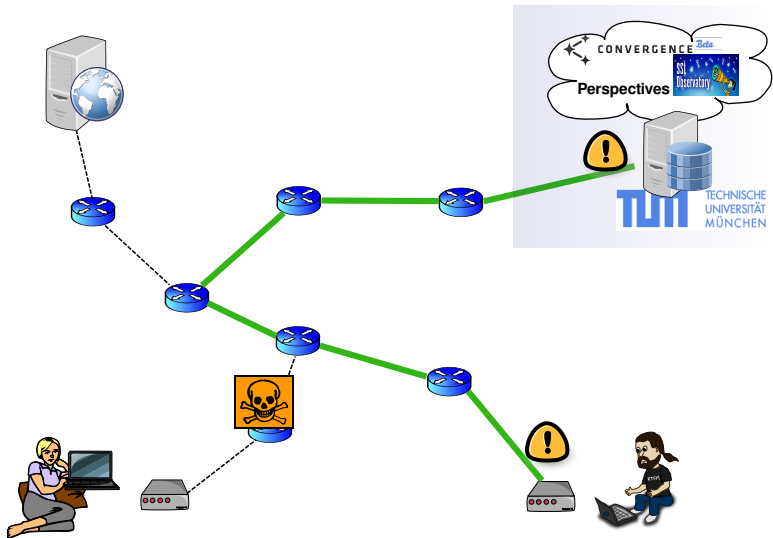 CONVERGENCE Beta
SSL
Observatory
Perspectives
TUM
TECHNISCHE
UNIVERSITÄT
MÜNCHEN